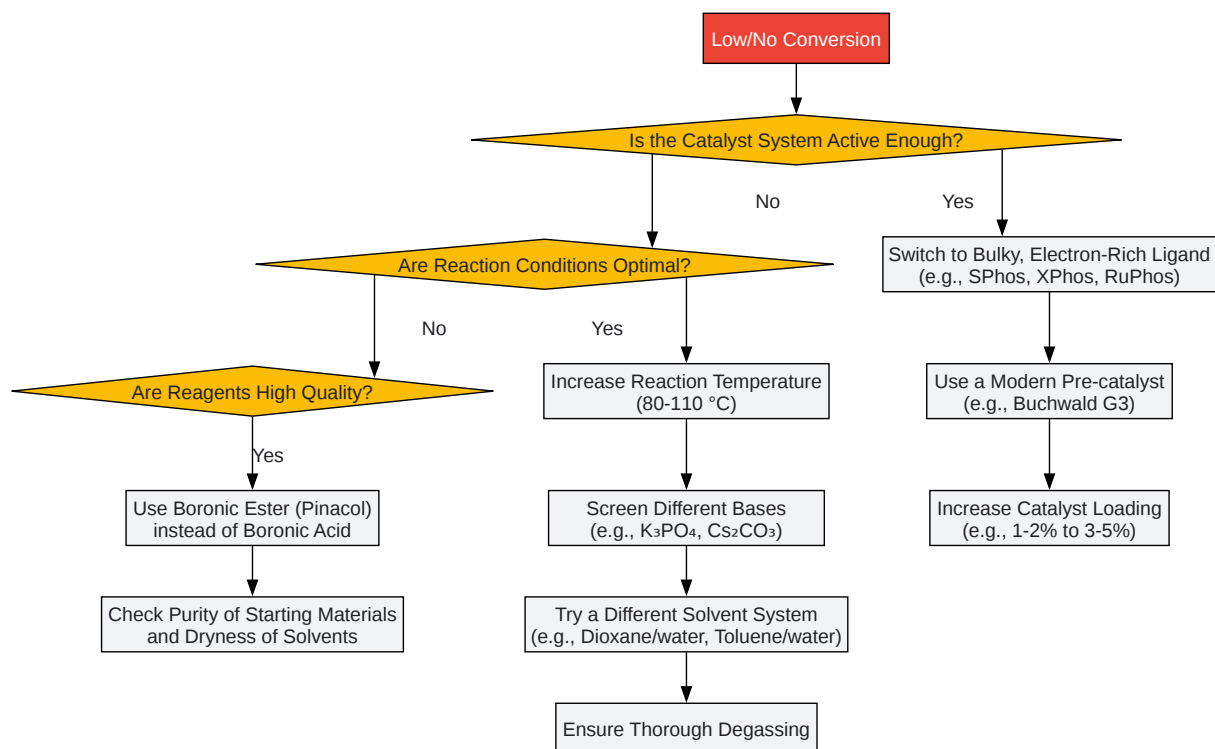 Low/No Conversion
Is the Catalyst System Active Enough?
No
Yes
Are Reaction Conditions Optimal?
Switch to Bulky, Electron-Rich Ligand
(e.g., SPhos, XPhos, RuPhos)
No
Yes
Are Reagents High Quality?
Increase Reaction Temperature
(80-110 °C)
Use a Modern Pre-catalyst
(e.g., Buchwald G3)
Yes
Use Boronic Ester (Pinacol)
instead of Boronic Acid
Screen Different Bases
(e.g., K₃PO₄, Cs₂CO₃)
Increase Catalyst Loading
(e.g., 1-2% to 3-5%)
Check Purity of Starting Materials
and Dryness of Solvents
Try a Different Solvent System
(e.g., Dioxane/water, Toluene/water)
Ensure Thorough Degassing